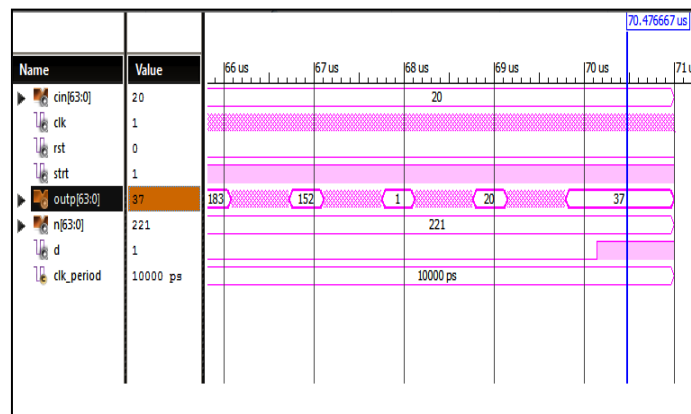 70.476667 us
Name Value 66 us 67 us 68 us 69 us 70 us 71 u
cin[63:0] 20 20
clk 1
rst 0
strt 1
outp[63:0] 37 183 152 1 20 37
n[63:0] 221 221
d 1
clk_period 10000 ps 10000 ps